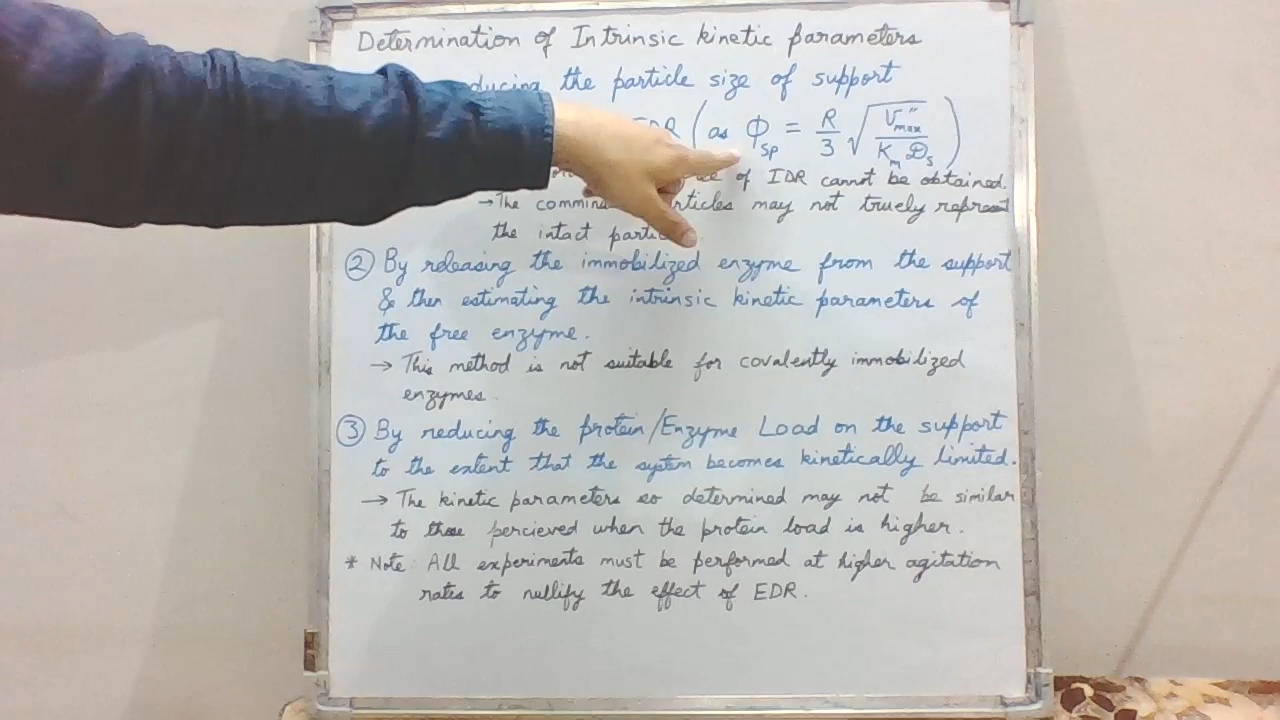 Determination of Intrinsic kinetic parameters
the particle size of support
EDR (as Φsp = R/3 √(V‴max / Km Ds))
of IDR cannot be obtained.
→ The may not truely represent
the intact
② By releasing the immobilized enzyme from the support
& then estimating the intrinsic kinetic parameters of
the free enzyme.
→ This method is not suitable for covalently immobilized
enzymes.
③ By reducing the protein/Enzyme Load on the support
to the extent that the system becomes kinetically limited.
→ The kinetic parameters so determined may not be similar
to those percieved when the protein load is higher.
* Note: All experiments must be performed at higher agitation
rates to nullify the effect of EDR.